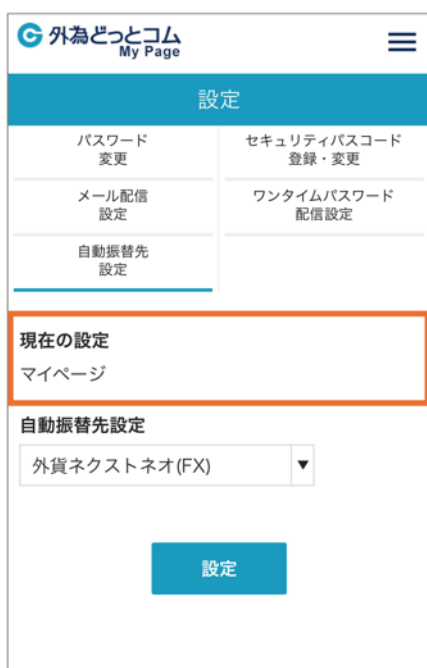 外為どっとコム
My Page
設定
パスワード
変更
セキュリティパスコード
登録・変更
メール配信
設定
ワンタイムパスワード
配信設定
自動振替先
設定
現在の設定
マイページ
自動振替先設定
外貨ネクストネオ(FX)
設定